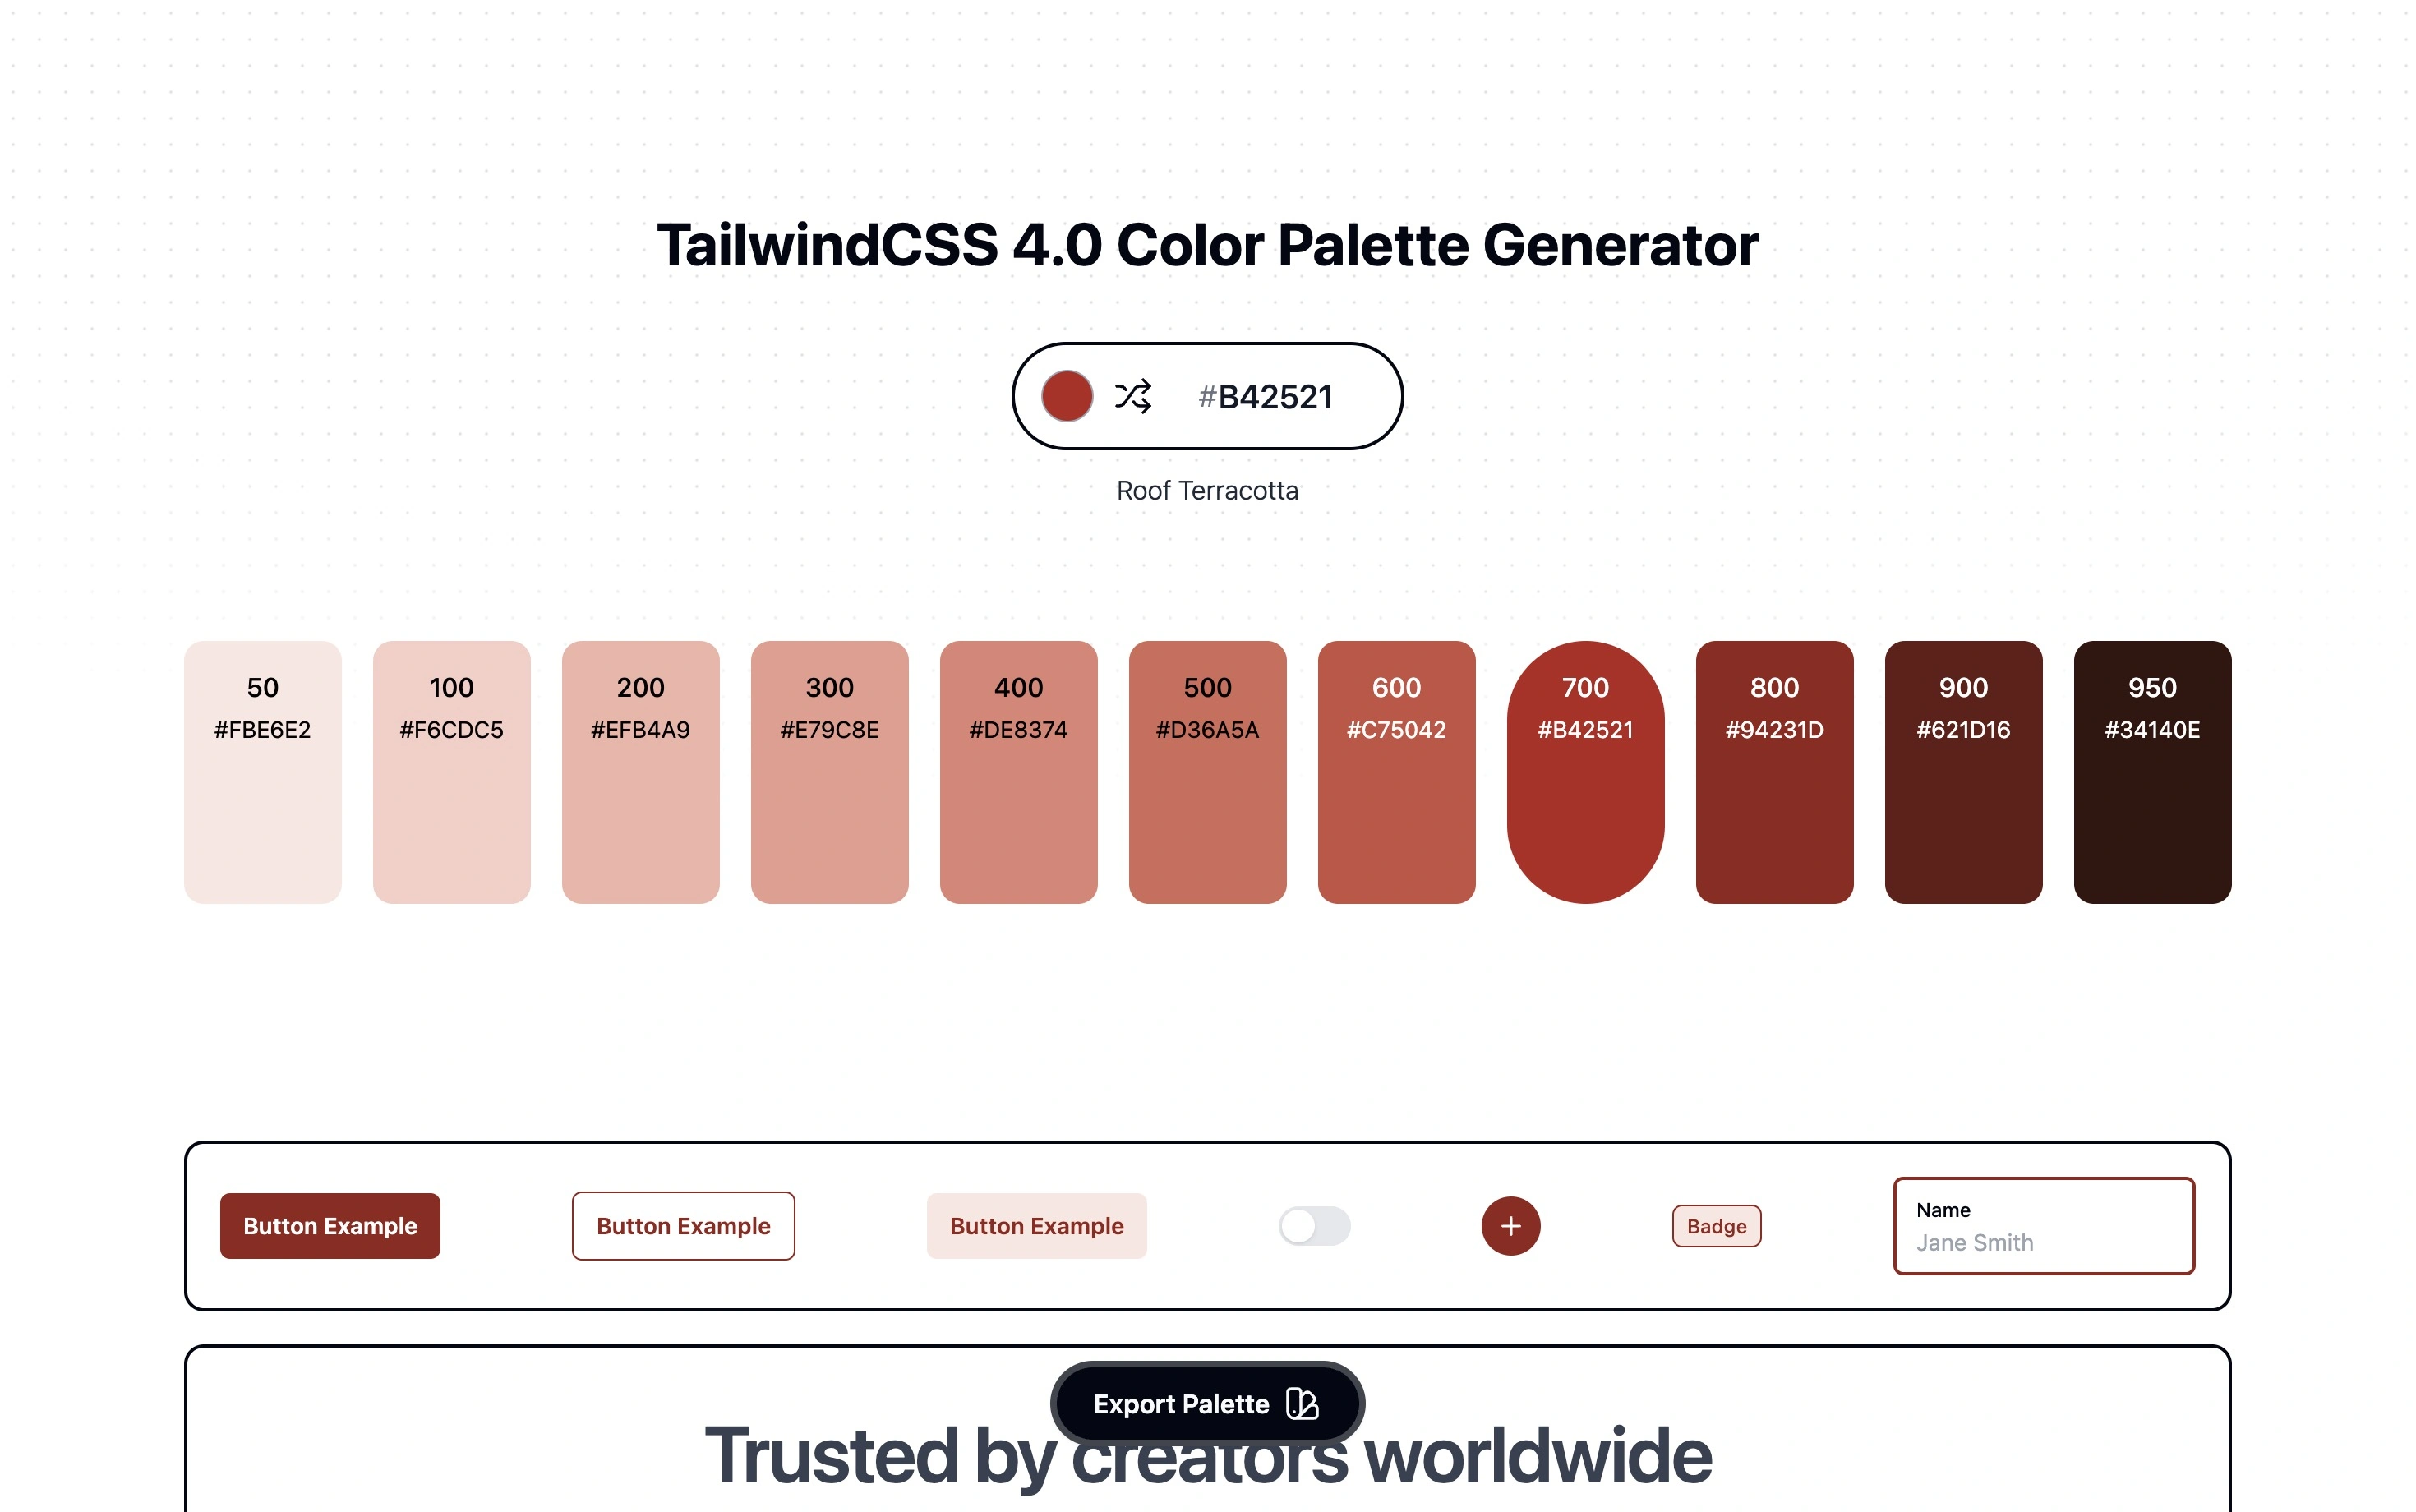 TailwindCSS 4.0 Color Palette Generator
#B42521
Roof Terracotta
50 100 200 300 400 500 600 700 800 900 950
#FBE6E2 #F6CDC5 #EFB4A9 #E79C8E #DE8374 #D36A5A #C75042 #B42521 #94231D #621D16 #34140E
Button Example Button Example Button Example Badge Name
Jane Smith
Export Palette
Trusted by creators worldwide